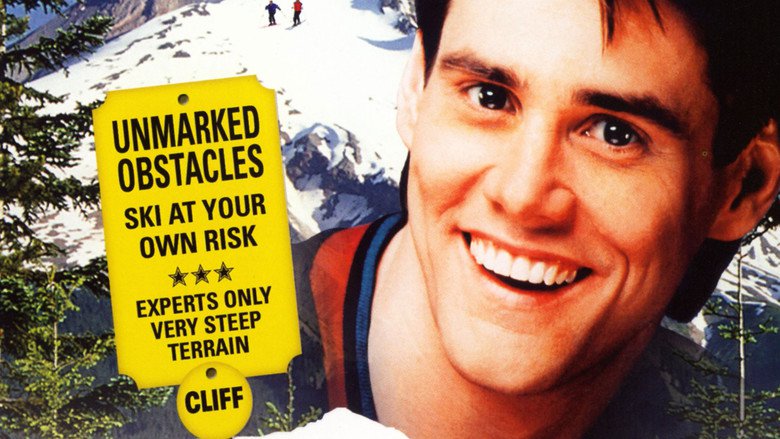 UNMARKED
OBSTACLES
SKI AT YOUR
OWN RISK
EXPERTS ONLY
VERY STEEP
TERRAIN
CLIFF